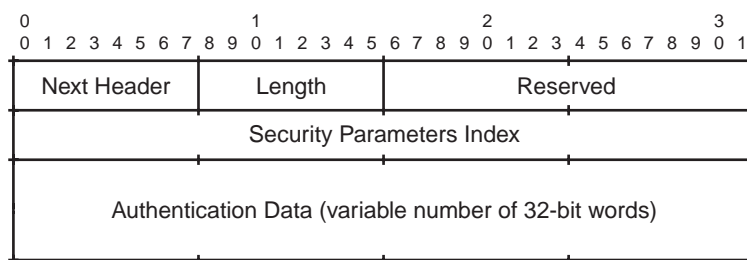 0 1 2 3
0 1 2 3 4 5 6 7 8 9 0 1 2 3 4 5 6 7 8 9 0 1 2 3 4 5 6 7 8 9 0 1
Next Header Length Reserved
Security Parameters Index
Authentication Data (variable number of 32-bit words)